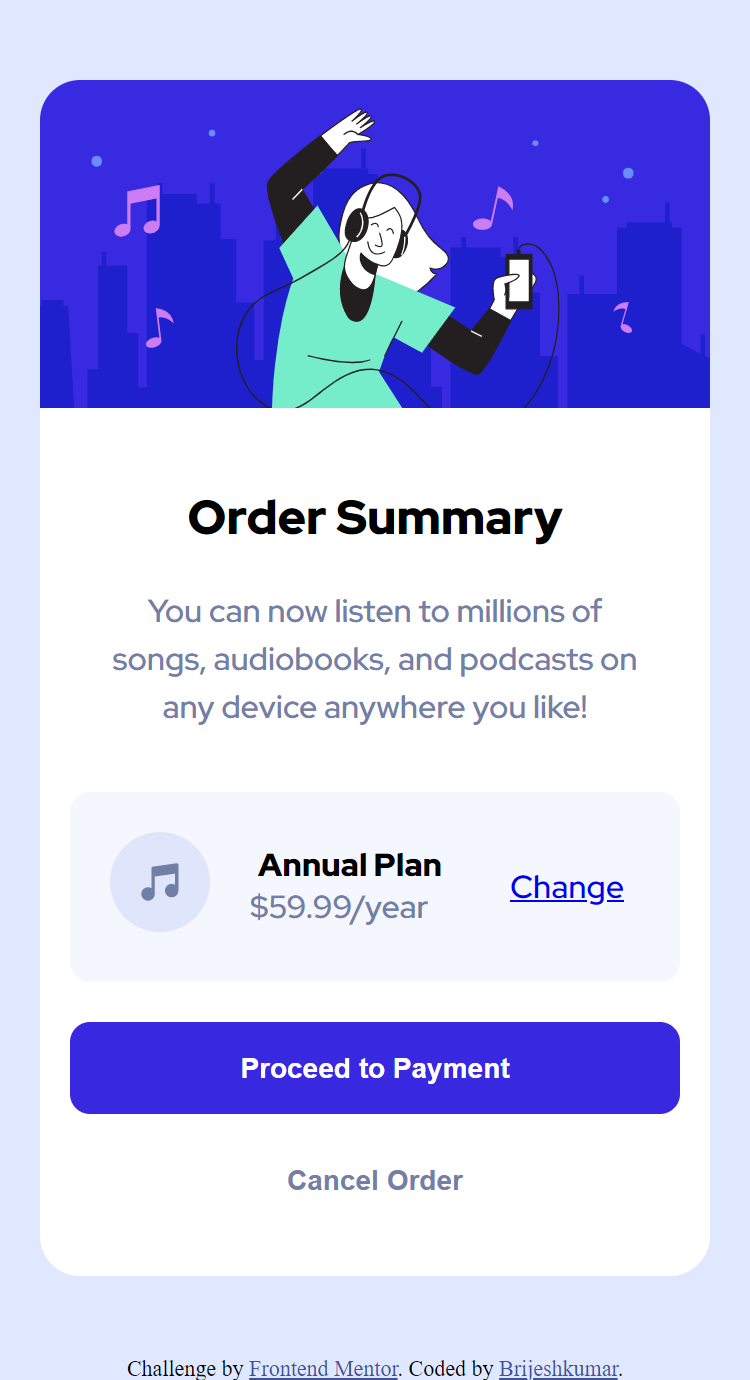 Order Summary
You can now listen to millions of
songs, audiobooks, and podcasts on
any device anywhere you like!
Annual Plan
$59.99/year
Change
Proceed to Payment
Cancel Order
Challenge by Frontend Mentor. Coded by Brijeshkumar.